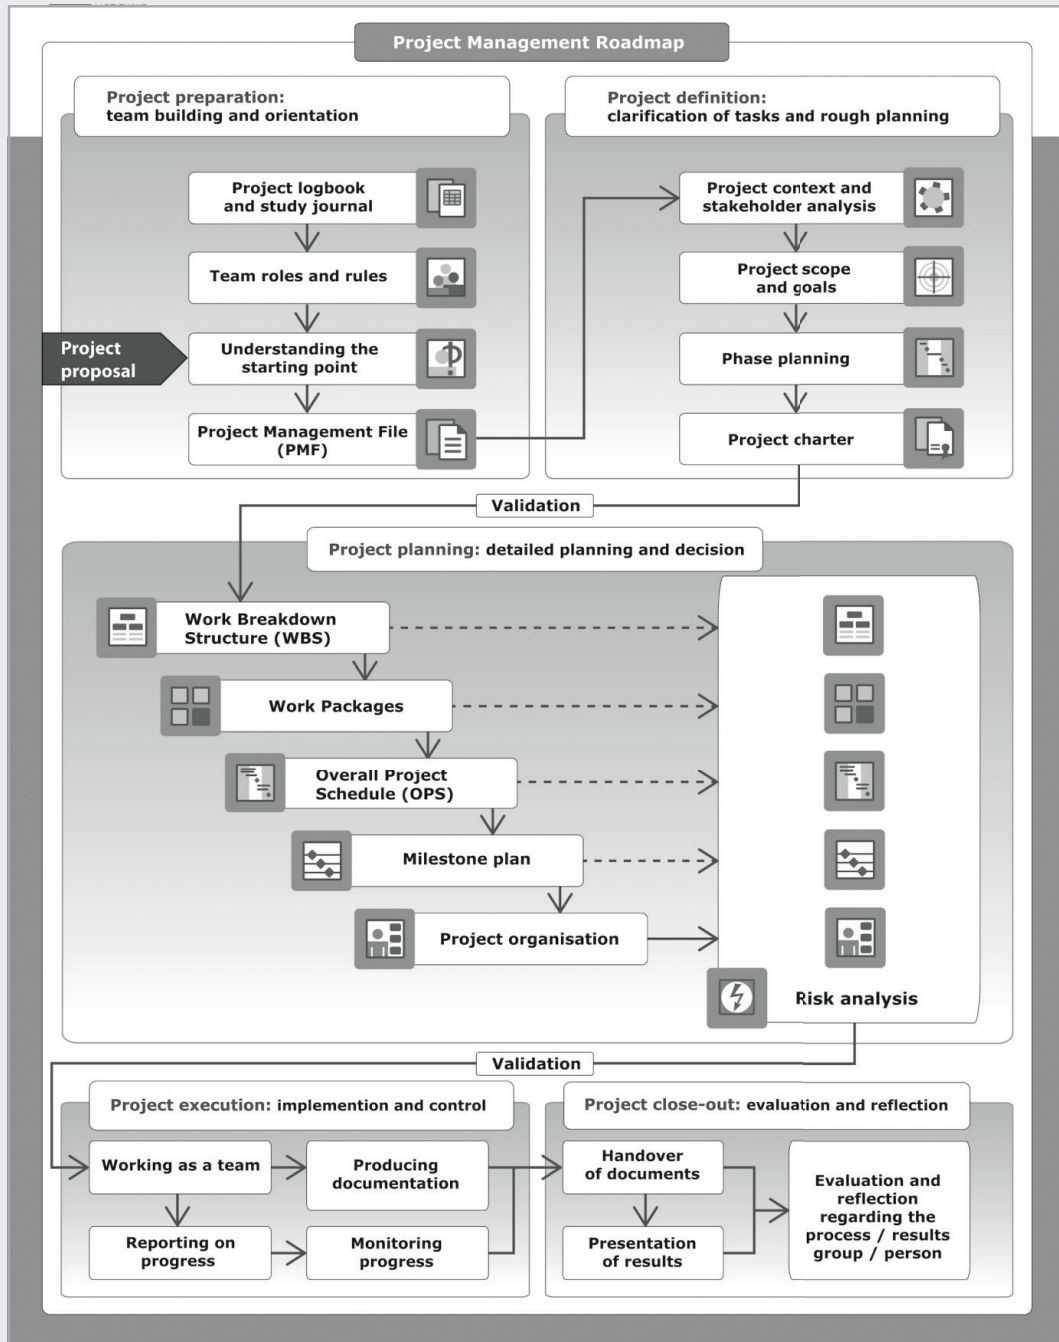 Project Management Roadmap
Project preparation:
team building and orientation
Project logbook
and study journal
Team roles and rules
Project
proposal
Understanding the
starting point
Project Management File
(PMF)
Project definition:
clarification of tasks and rough planning
Project context and
stakeholder analysis
Project scope
and goals
Phase planning
Project charter
Validation
Project planning: detailed planning and decision
Work Breakdown
Structure (WBS)
Work Packages
Overall Project
Schedule (OPS)
Milestone plan
Project organisation
Risk analysis
Validation
Project execution: implemention and control
Working as a team
Producing
documentation
Reporting on
progress
Monitoring
progress
Project close-out: evaluation and reflection
Handover
of documents
Presentation
of results
Evaluation and
reflection
regarding the
process / results
group / person